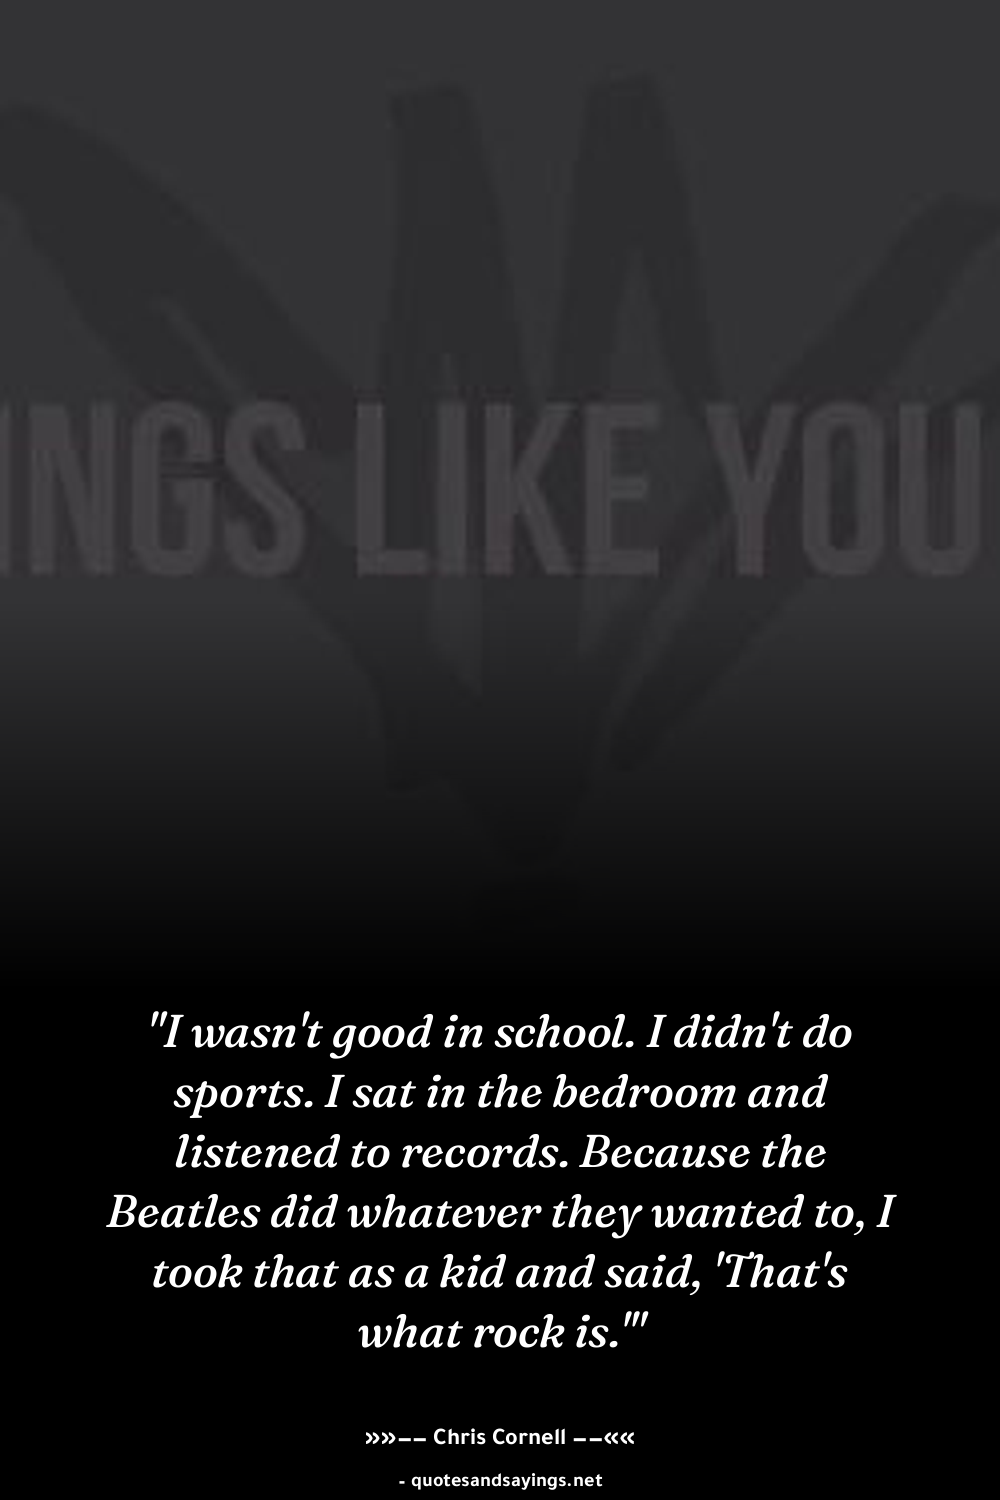 INGS LIKE YOU
"I wasn't good in school. I didn't do
sports. I sat in the bedroom and
listened to records. Because the
Beatles did whatever they wanted to, I
took that as a kid and said, 'That's
what rock is.'"
»»–– Chris Cornell ––««
- quotesandsayings.net